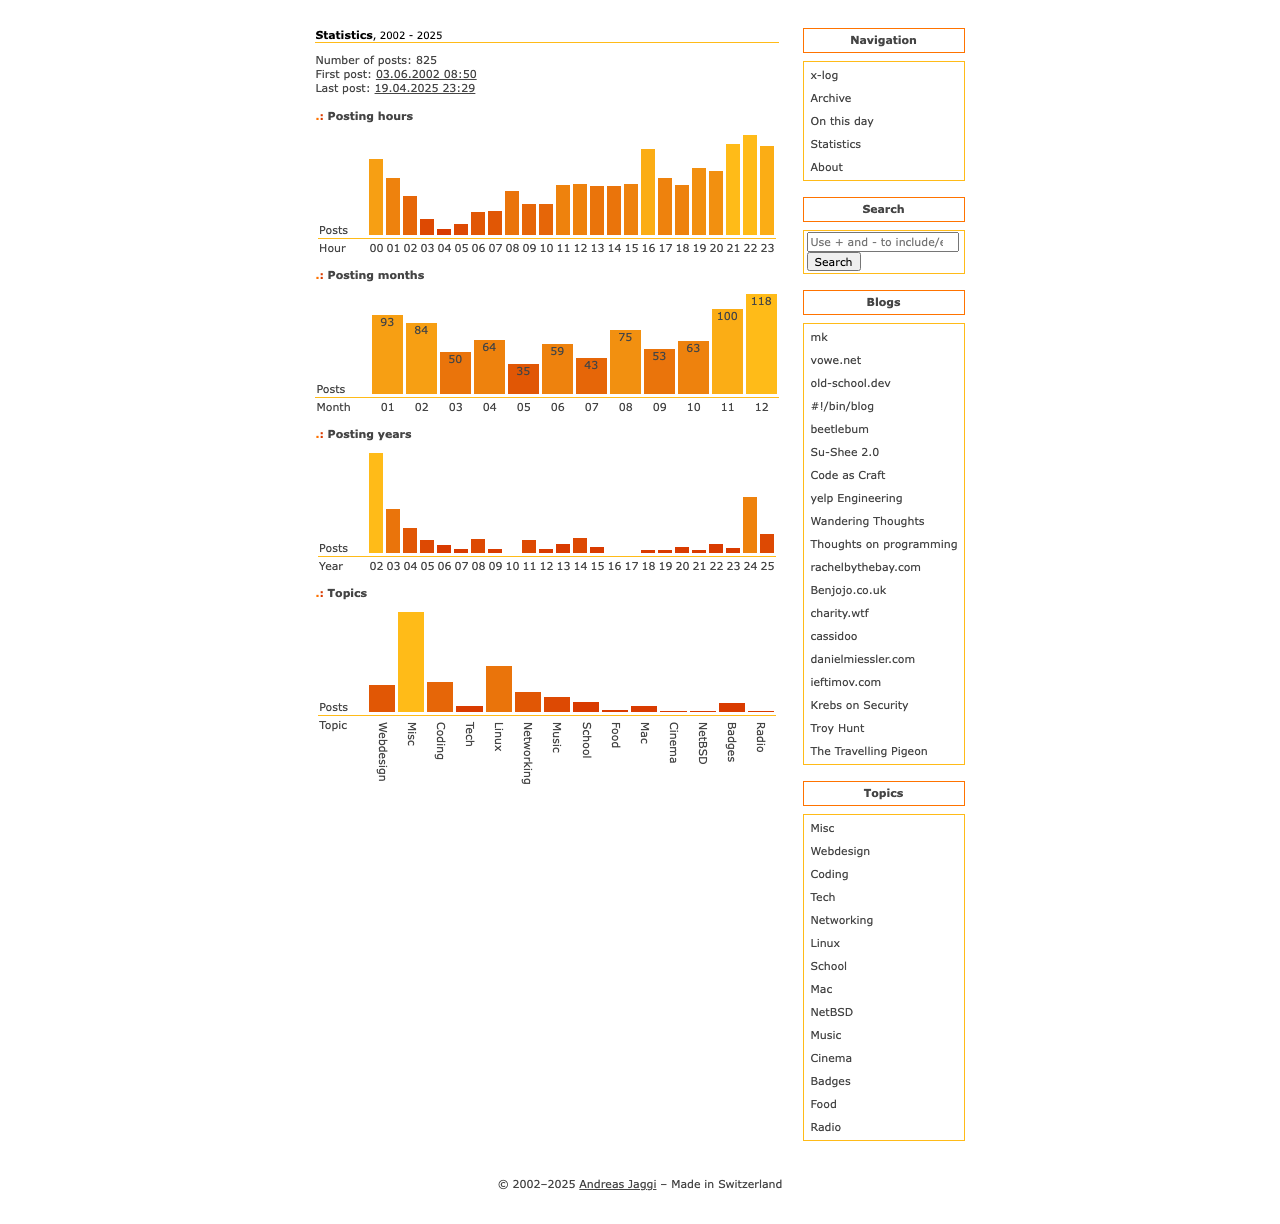 Statistics, 2002 - 2025
Number of posts: 825
First post: 03.06.2002 08:50
Last post: 19.04.2025 23:29
.: Posting hours
Posts
Hour 00 01 02 03 04 05 06 07 08 09 10 11 12 13 14 15 16 17 18 19 20 21 22 23
.: Posting months
93 84 50 64 35 59 43 75 53 63 100 118
Posts
Month 01 02 03 04 05 06 07 08 09 10 11 12
.: Posting years
Posts
Year 02 03 04 05 06 07 08 09 10 11 12 13 14 15 16 17 18 19 20 21 22 23 24 25
.: Topics
Posts
Topic Webdesign Misc Coding Tech Linux Networking Music School Food Mac Cinema NetBSD Badges Radio
Navigation
x-log
Archive
On this day
Statistics
About
Search
Use + and - to include/e
Search
Blogs
mk
vowe.net
old-school.dev
#!/bin/blog
beetlebum
Su-Shee 2.0
Code as Craft
yelp Engineering
Wandering Thoughts
Thoughts on programming
rachelbythebay.com
Benjojo.co.uk
charity.wtf
cassidoo
danielmiessler.com
ieftimov.com
Krebs on Security
Troy Hunt
The Travelling Pigeon
Topics
Misc
Webdesign
Coding
Tech
Networking
Linux
School
Mac
NetBSD
Music
Cinema
Badges
Food
Radio
© 2002–2025 Andreas Jaggi – Made in Switzerland